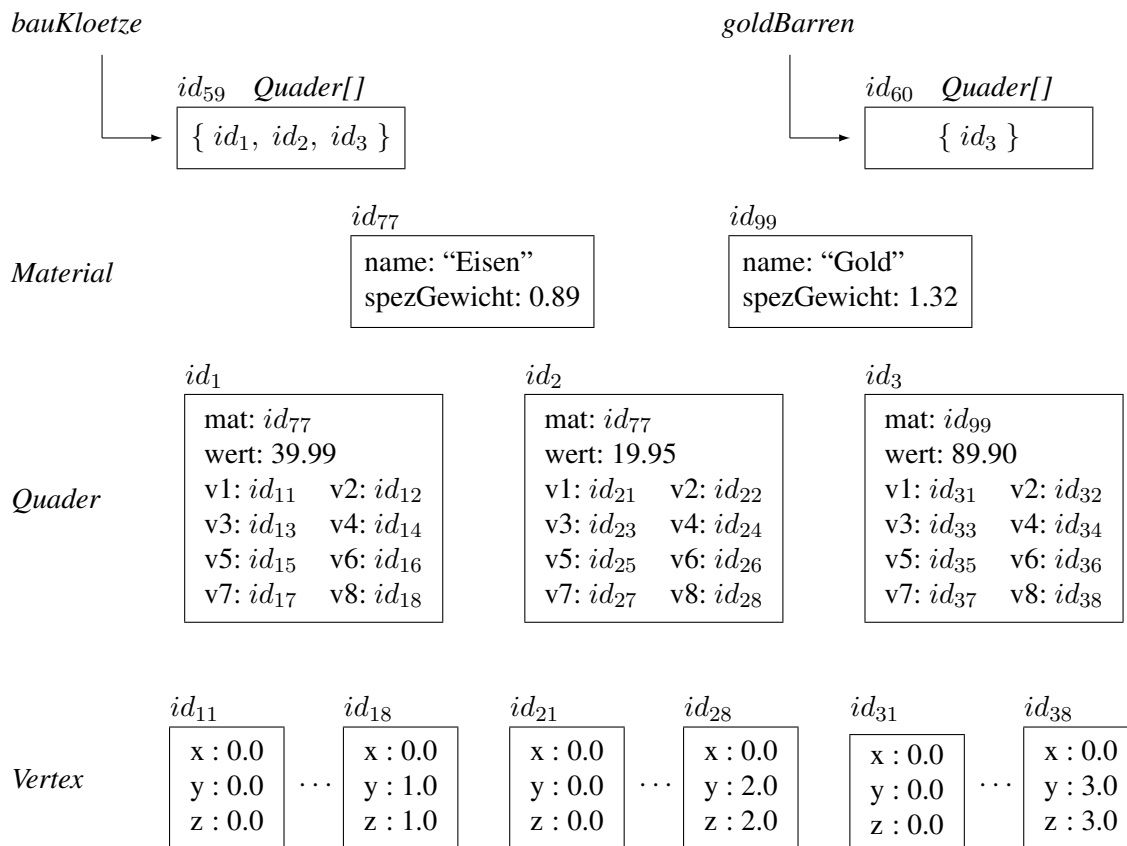 bauKloetze goldBarren
id59 Quader[] id60 Quader[]
{ id1, id2, id3 } { id3 }
id77 id99
Material
name: “Eisen” name: “Gold”
spezGewicht: 0.89 spezGewicht: 1.32
id1 id2 id3
mat: id77 mat: id77 mat: id99
wert: 39.99 wert: 19.95 wert: 89.90
Quader
v1: id11 v2: id12 v1: id21 v2: id22 v1: id31 v2: id32
v3: id13 v4: id14 v3: id23 v4: id24 v3: id33 v4: id34
v5: id15 v6: id16 v5: id25 v6: id26 v5: id35 v6: id36
v7: id17 v8: id18 v7: id27 v8: id28 v7: id37 v8: id38
id11 id18 id21 id28 id31 id38
x : 0.0 x : 0.0 x : 0.0 x : 0.0 x : 0.0 x : 0.0
Vertex y : 0.0 ... y : 1.0 y : 0.0 ... y : 2.0 y : 0.0 ... y : 3.0
z : 0.0 z : 1.0 z : 0.0 z : 2.0 z : 0.0 z : 3.0